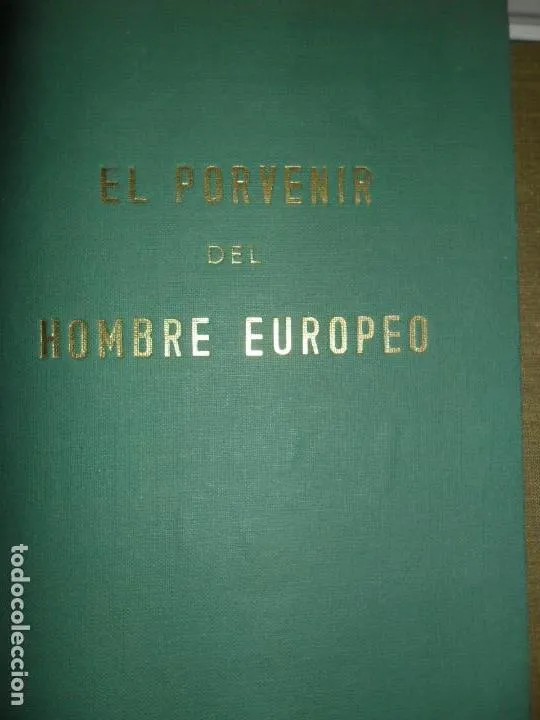 EL PORVENIR
DEL
HOMBRE EUROPEO
todocoleccion